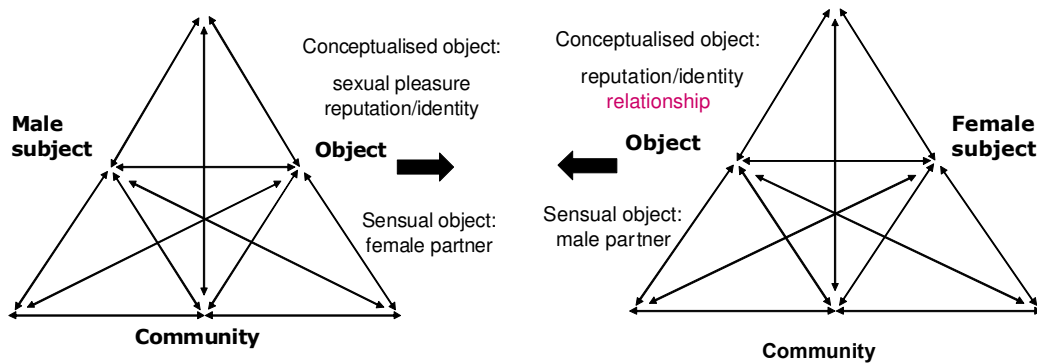 Conceptualised object:
sexual pleasure
reputation/identity
Male
subject
Object
Sensual object:
female partner
Community
Conceptualised object:
reputation/identity
relationship
Object
Female
subject
Sensual object:
male partner
Community